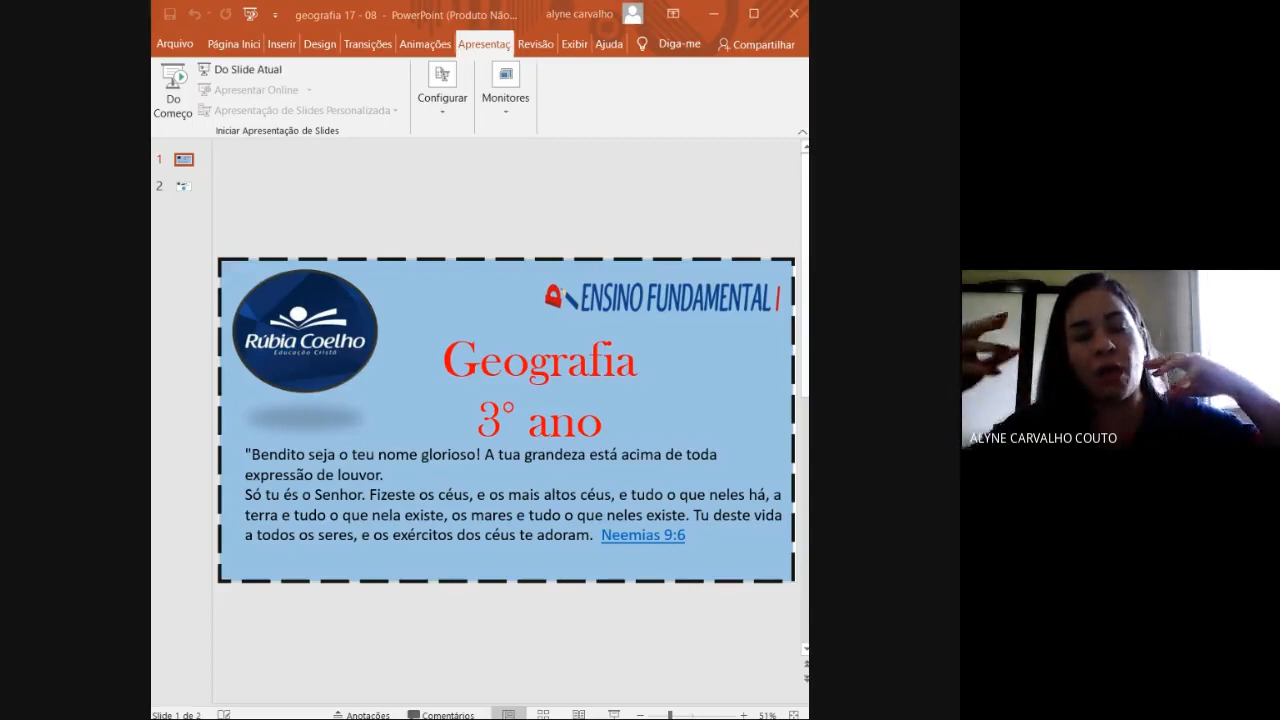 geografia 17 - 08 - PowerPoint (Produto Não...
alyne carvalho
Arquivo
Página Inici
Inserir
Design
Transições
Animações
Apresentaç
Revisão
Exibir
Ajuda
Diga-me
Compartilhar
Do
Começo
Do Slide Atual
Apresentar Online
Apresentação de Slides Personalizada
Iniciar Apresentação de Slides
Configurar
Monitores
1
2
Rúbia Coelho
Educação Cristã
ENSINO FUNDAMENTAL I
Geografia
3° ano
"Bendito seja o teu nome glorioso! A tua grandeza está acima de toda
expressão de louvor.
Só tu és o Senhor. Fizeste os céus, e os mais altos céus, e tudo o que neles há, a
terra e tudo o que nela existe, os mares e tudo o que neles existe. Tu deste vida
a todos os seres, e os exércitos dos céus te adoram. Neemias 9:6
ALYNE CARVALHO COUTO
Slide 1 de 2
Anotações
Comentários
51%